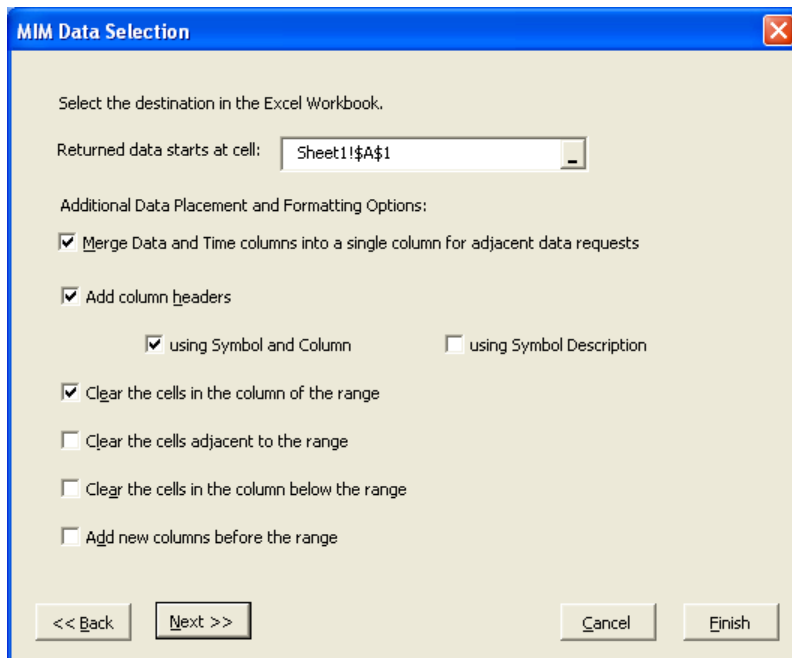 MIM Data Selection
Select the destination in the Excel Workbook.
Returned data starts at cell: Sheet1!$A$1
Additional Data Placement and Formatting Options:
Merge Data and Time columns into a single column for adjacent data requests
Add column headers
using Symbol and Column using Symbol Description
Clear the cells in the column of the range
Clear the cells adjacent to the range
Clear the cells in the column below the range
Add new columns before the range
<< Back Next >> Cancel Finish